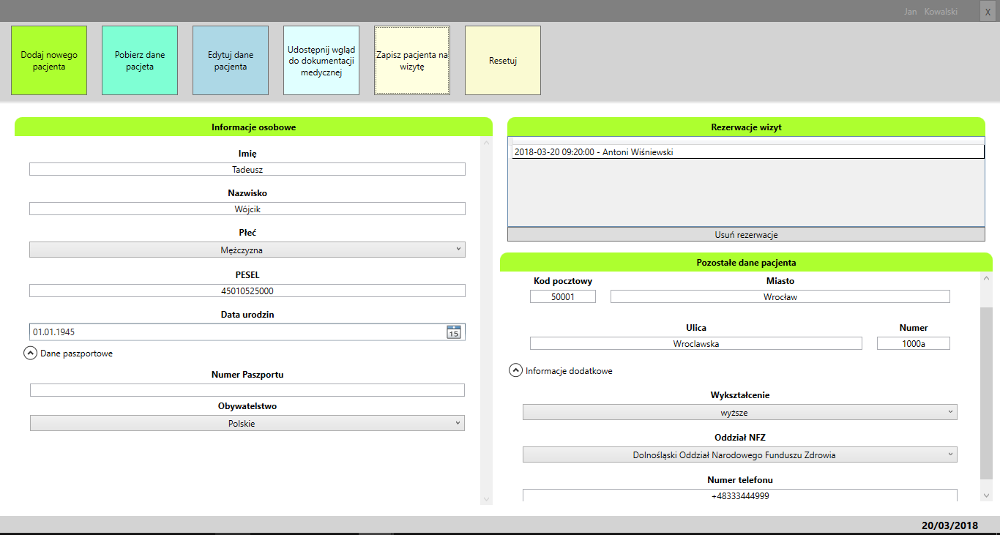 Jan Kowalski X
Dodaj nowego
pacjenta
Pobierz dane
pacjeta
Edytuj dane
pacjenta
Udostępnij wgląd
do dokumentacji
medycznej
Zapisz pacjenta na
wizytę
Resetuj
Informacje osobowe
Imię
Tadeusz
Nazwisko
Wójcik
Płeć
Mężczyzna
PESEL
45010525000
Data urodzin
01.01.1945
15
Dane paszportowe
Numer Paszportu
Obywatelstwo
Polskie
Rezerwacje wizyt
2018-03-20 09:20:00 - Antoni Wiśniewski
Usuń rezerwacje
Pozostałe dane pacjenta
Kod pocztowy Miasto
50001 Wrocław
Ulica Numer
Wroclawska 1000a
Informacje dodatkowe
Wykształcenie
wyższe
Oddział NFZ
Dolnośląski Oddział Narodowego Funduszu Zdrowia
Numer telefonu
+48333444999
20/03/2018